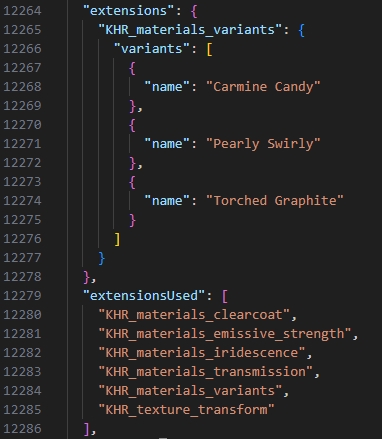 12264 "extensions": {
12265 "KHR_materials_variants": {
12266 "variants": [
12267 {
12268 "name": "Carmine Candy"
12269 },
12270 {
12271 "name": "Pearly Swirly"
12272 },
12273 {
12274 "name": "Torched Graphite"
12275 }
12276 ]
12277 }
12278 },
12279 "extensionsUsed": [
12280 "KHR_materials_clearcoat",
12281 "KHR_materials_emissive_strength",
12282 "KHR_materials_iridescence",
12283 "KHR_materials_transmission",
12284 "KHR_materials_variants",
12285 "KHR_texture_transform"
12286 ],